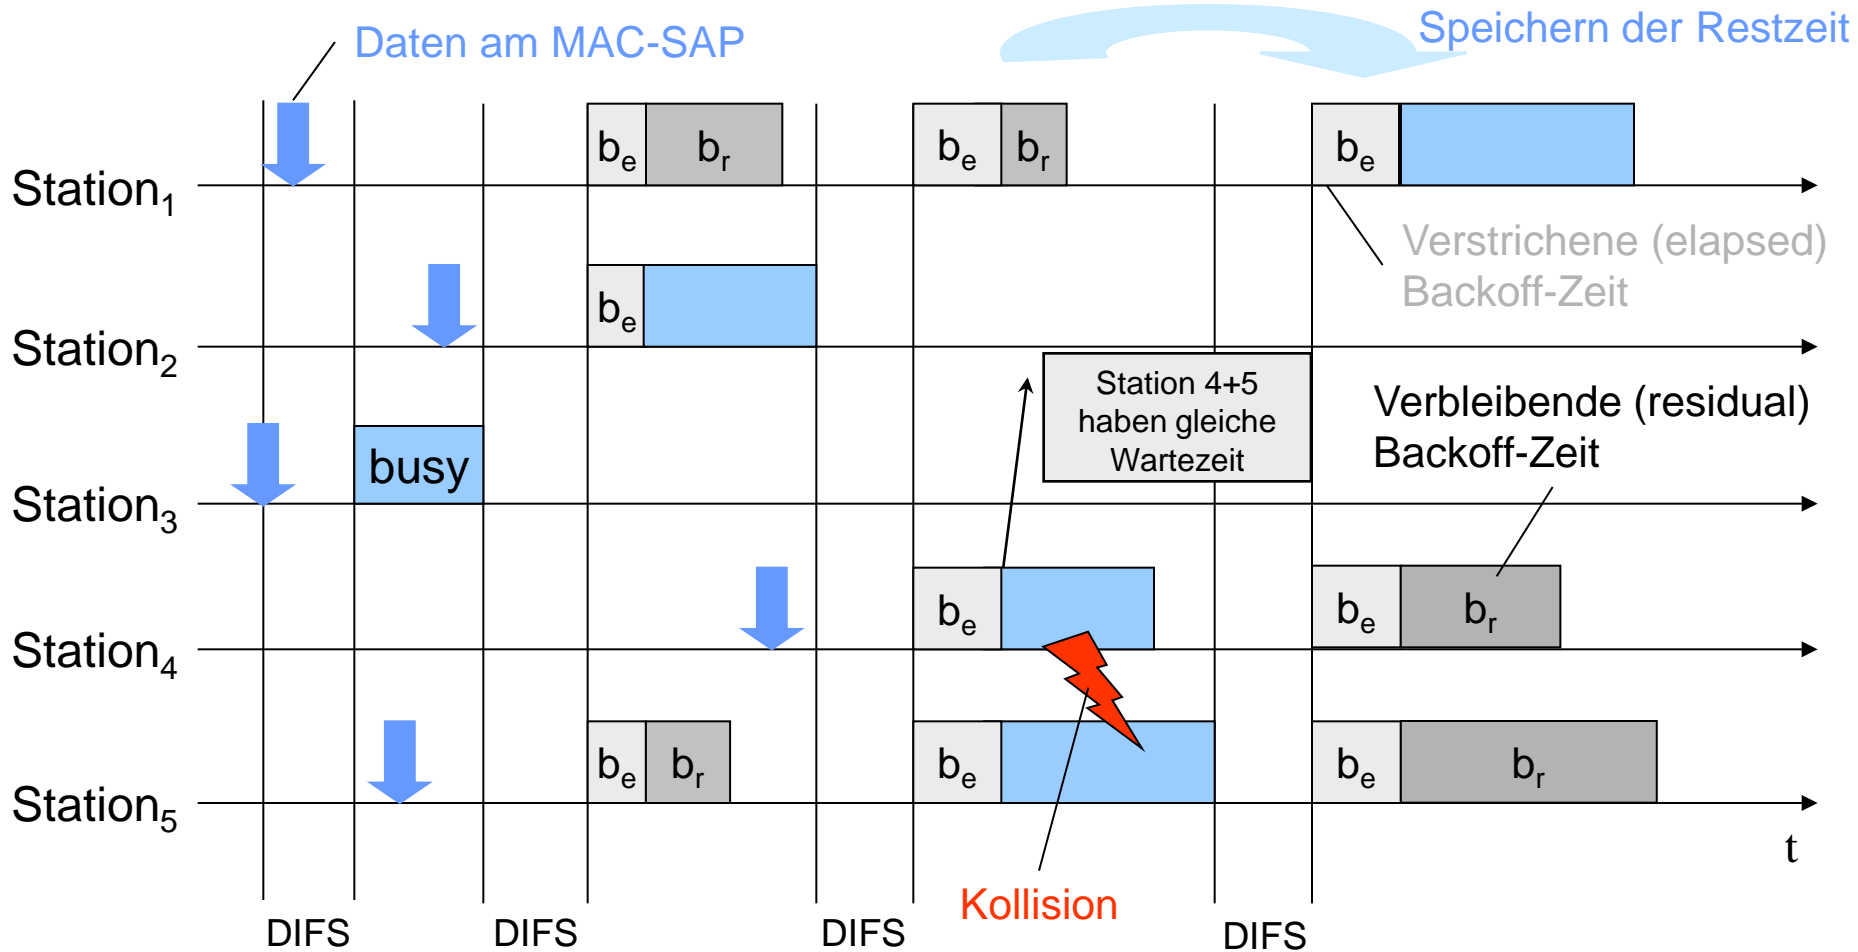 Daten am MAC-SAP
Speichern der Restzeit
Station1
be
br
be
br
be
Verstrichene (elapsed)
Backoff-Zeit
Station2
be
Station 4+5
haben gleiche
Wartezeit
Verbleibende (residual)
Backoff-Zeit
Station3
busy
Station4
be
be
br
Station5
be
br
be
be
br
t
Kollision
DIFS
DIFS
DIFS
DIFS